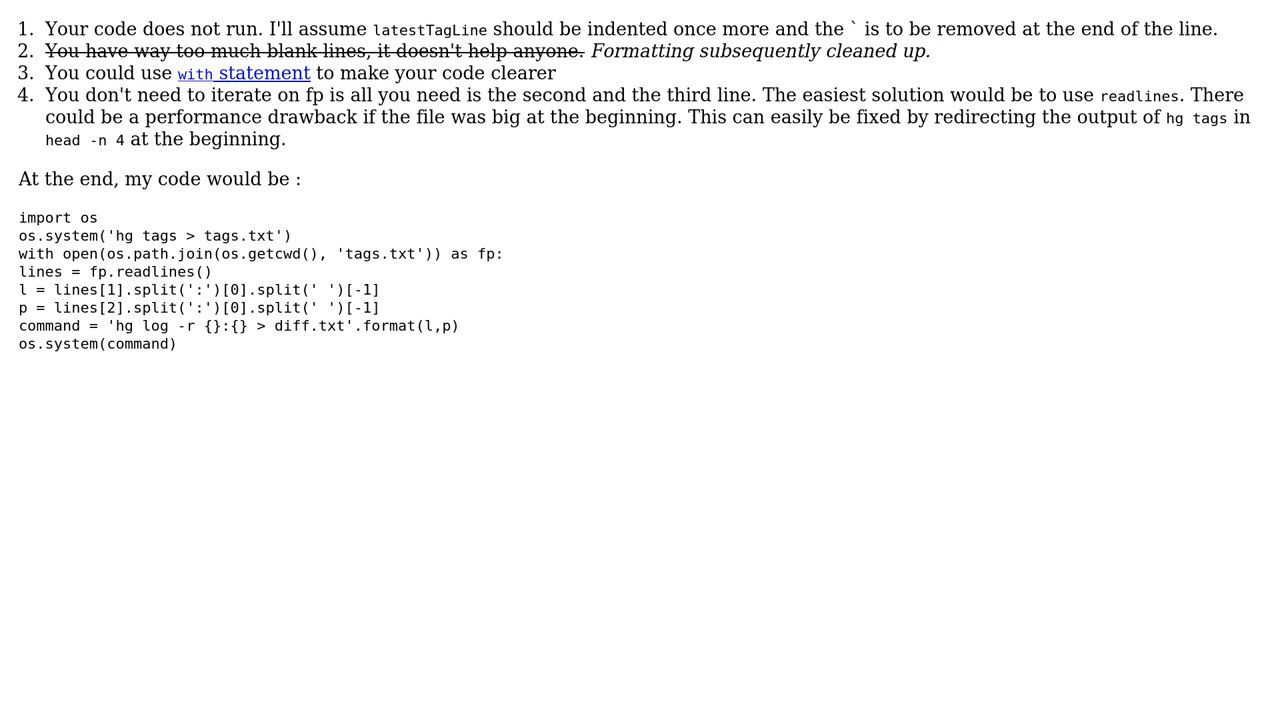 1. Your code does not run. I'll assume latestTagLine should be indented once more and the ` is to be removed at the end of the line.
2. You have way too much blank lines, it doesn't help anyone. Formatting subsequently cleaned up.
3. You could use with statement to make your code clearer
4. You don't need to iterate on fp is all you need is the second and the third line. The easiest solution would be to use readlines. There
could be a performance drawback if the file was big at the beginning. This can easily be fixed by redirecting the output of hg tags in
head -n 4 at the beginning.
At the end, my code would be :
import os
os.system('hg tags > tags.txt')
with open(os.path.join(os.getcwd(), 'tags.txt')) as fp:
lines = fp.readlines()
l = lines[1].split(':')[0].split(' ')[-1]
p = lines[2].split(':')[0].split(' ')[-1]
command = 'hg log -r {}:{} > diff.txt'.format(l,p)
os.system(command)